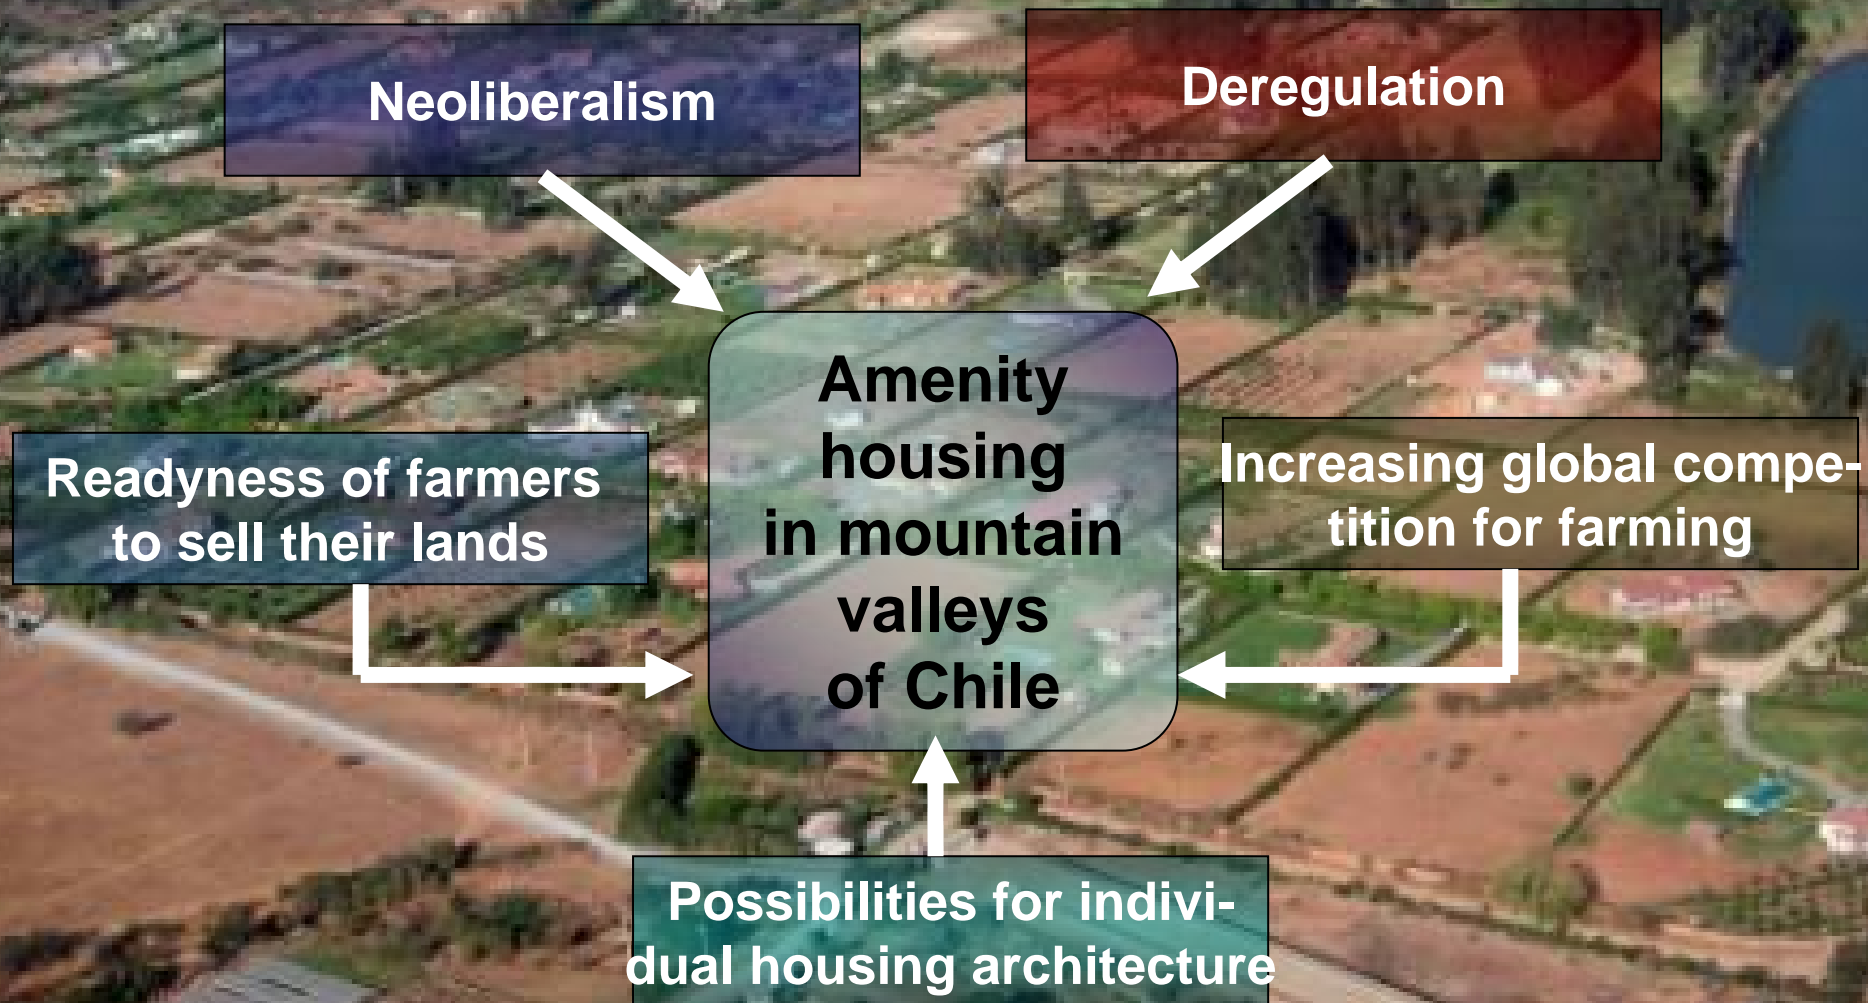 Neoliberalism
Deregulation
Readyness of farmers
to sell their lands
Amenity
housing
in mountain
valleys
of Chile
Increasing global compe-
tition for farming
Possibilities for indivi-
dual housing architecture